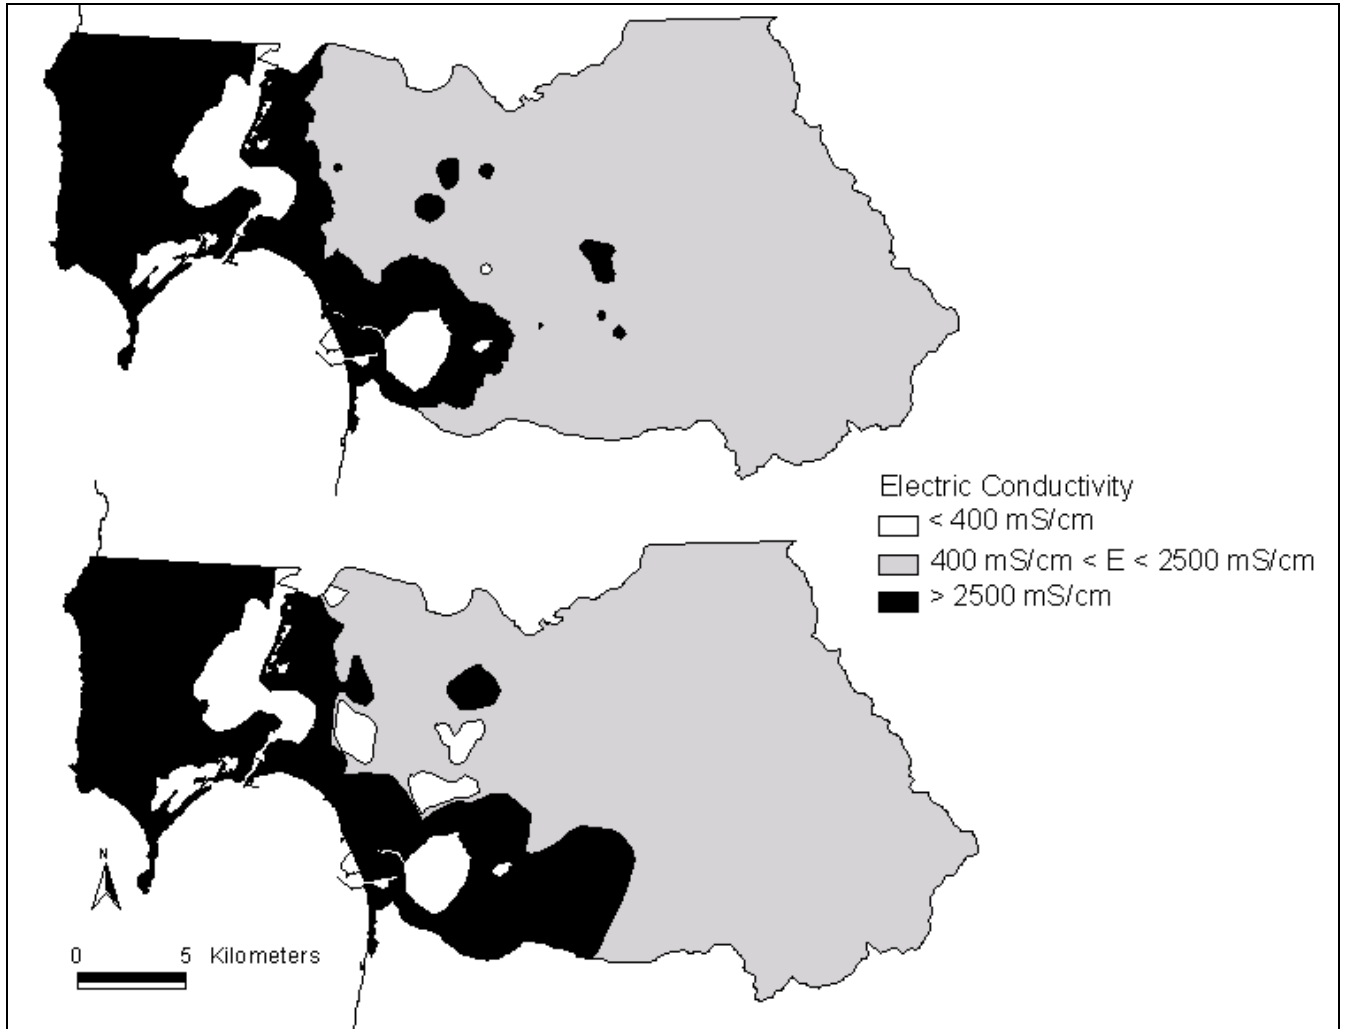 Electric Conductivity
< 400 mS/cm
400 mS/cm < E < 2500 mS/cm
> 2500 mS/cm
N
0 5 Kilometers